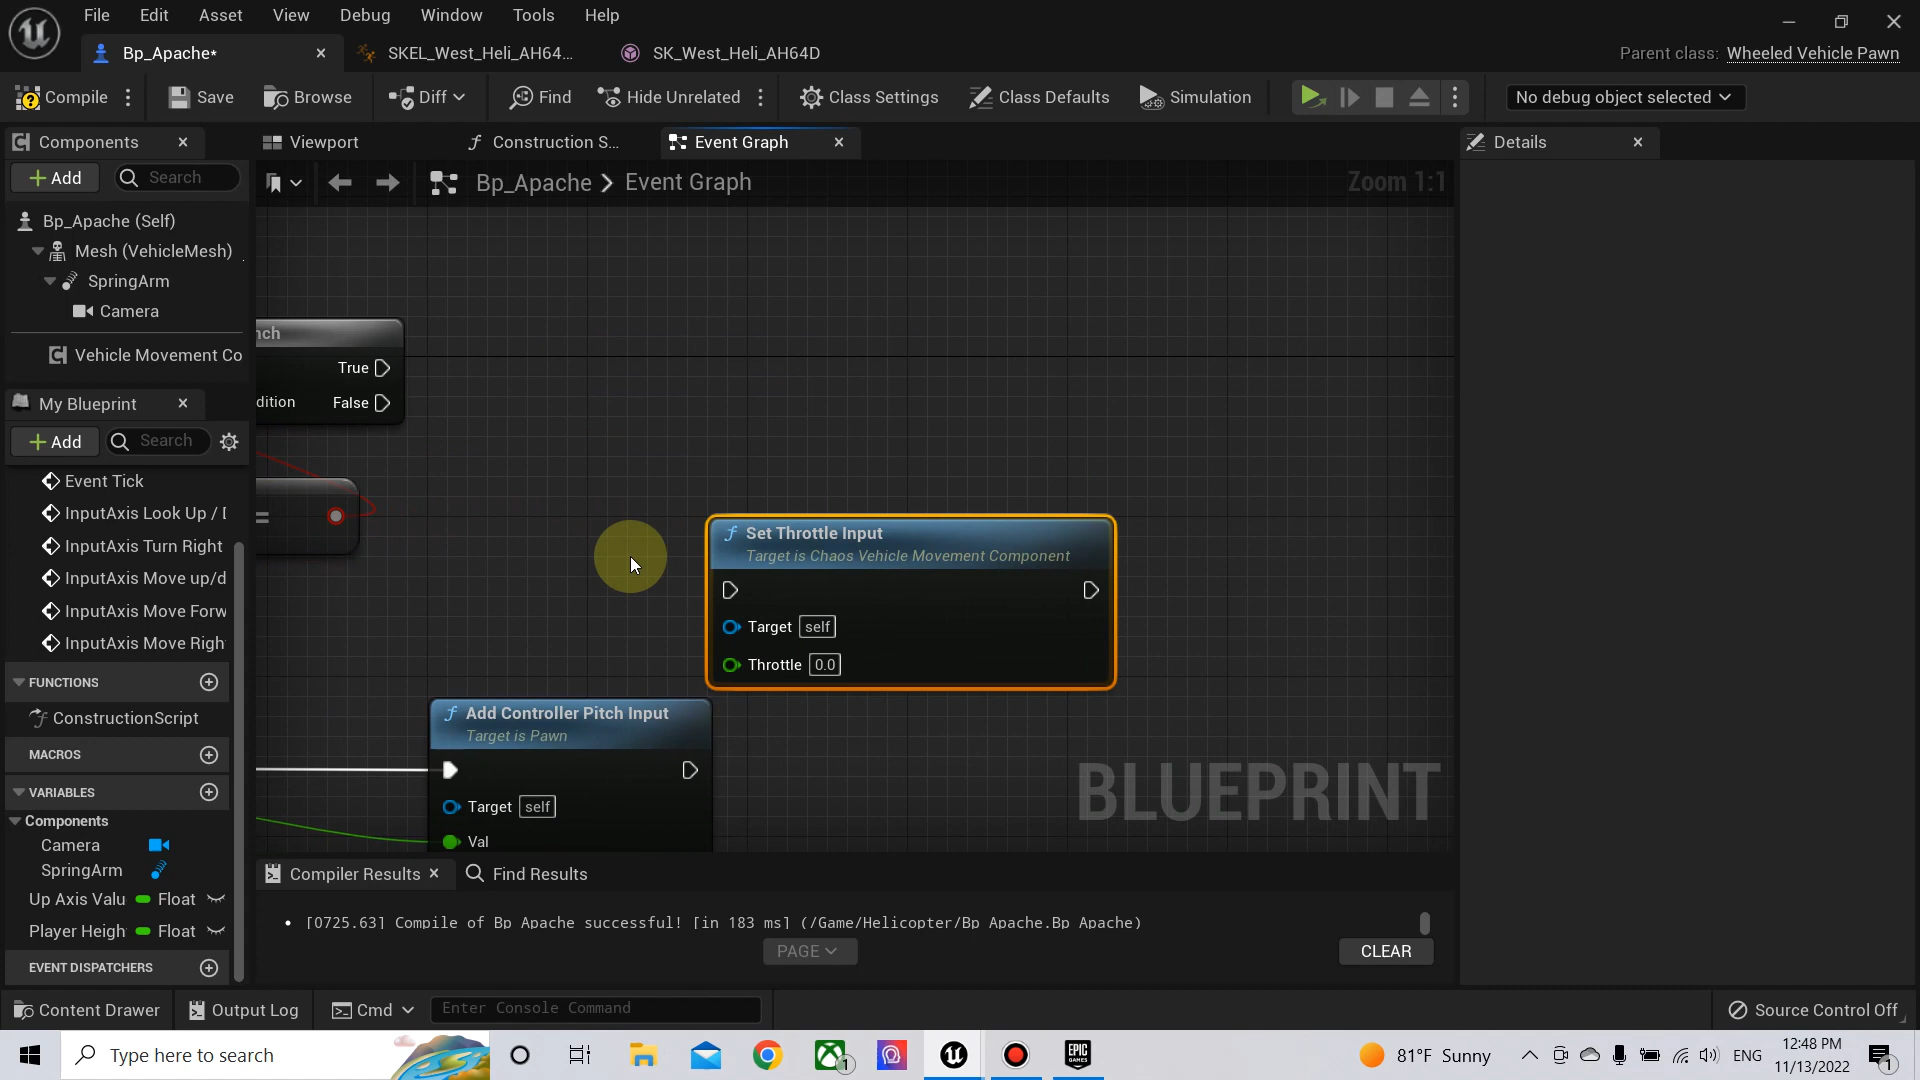 File Edit Asset View Debug Window Tools Help
Bp_Apache* SKEL_West_Heli_AH64... SK_West_Heli_AH64D Parent class: Wheeled Vehicle Pawn
Compile Save Browse Diff Find Hide Unrelated Class Settings Class Defaults Simulation No debug object selected
Components Viewport Construction S... Event Graph Details
Add Search Bp_Apache Event Graph Zoom 1:1
Bp_Apache (Self)
Mesh (VehicleMesh)
SpringArm
Camera
Vehicle Movement Co
nch
True
dition False
My Blueprint
Add Search
Event Tick
InputAxis Look Up /
InputAxis Turn Right
InputAxis Move up/d
InputAxis Move Forw
InputAxis Move Righ
FUNCTIONS
ConstructionScript
MACROS
VARIABLES
Components
Camera
SpringArm
Up Axis Valu Float
Player Heigh Float
EVENT DISPATCHERS
=
Set Throttle Input
Target is Chaos Vehicle Movement Component
Target self
Throttle 0.0
Add Controller Pitch Input
Target is Pawn
Target self
Val
BLUEPRINT
Compiler Results Find Results
[0725.63] Compile of Bp Apache successful! [in 183 ms] (/Game/Helicopter/Bp Apache.Bp Apache)
PAGE CLEAR
Content Drawer Output Log Cmd Enter Console Command Source Control Off
Type here to search 1 EPIC GAMES 81°F Sunny ENG 12:48 PM
11/13/2022 1